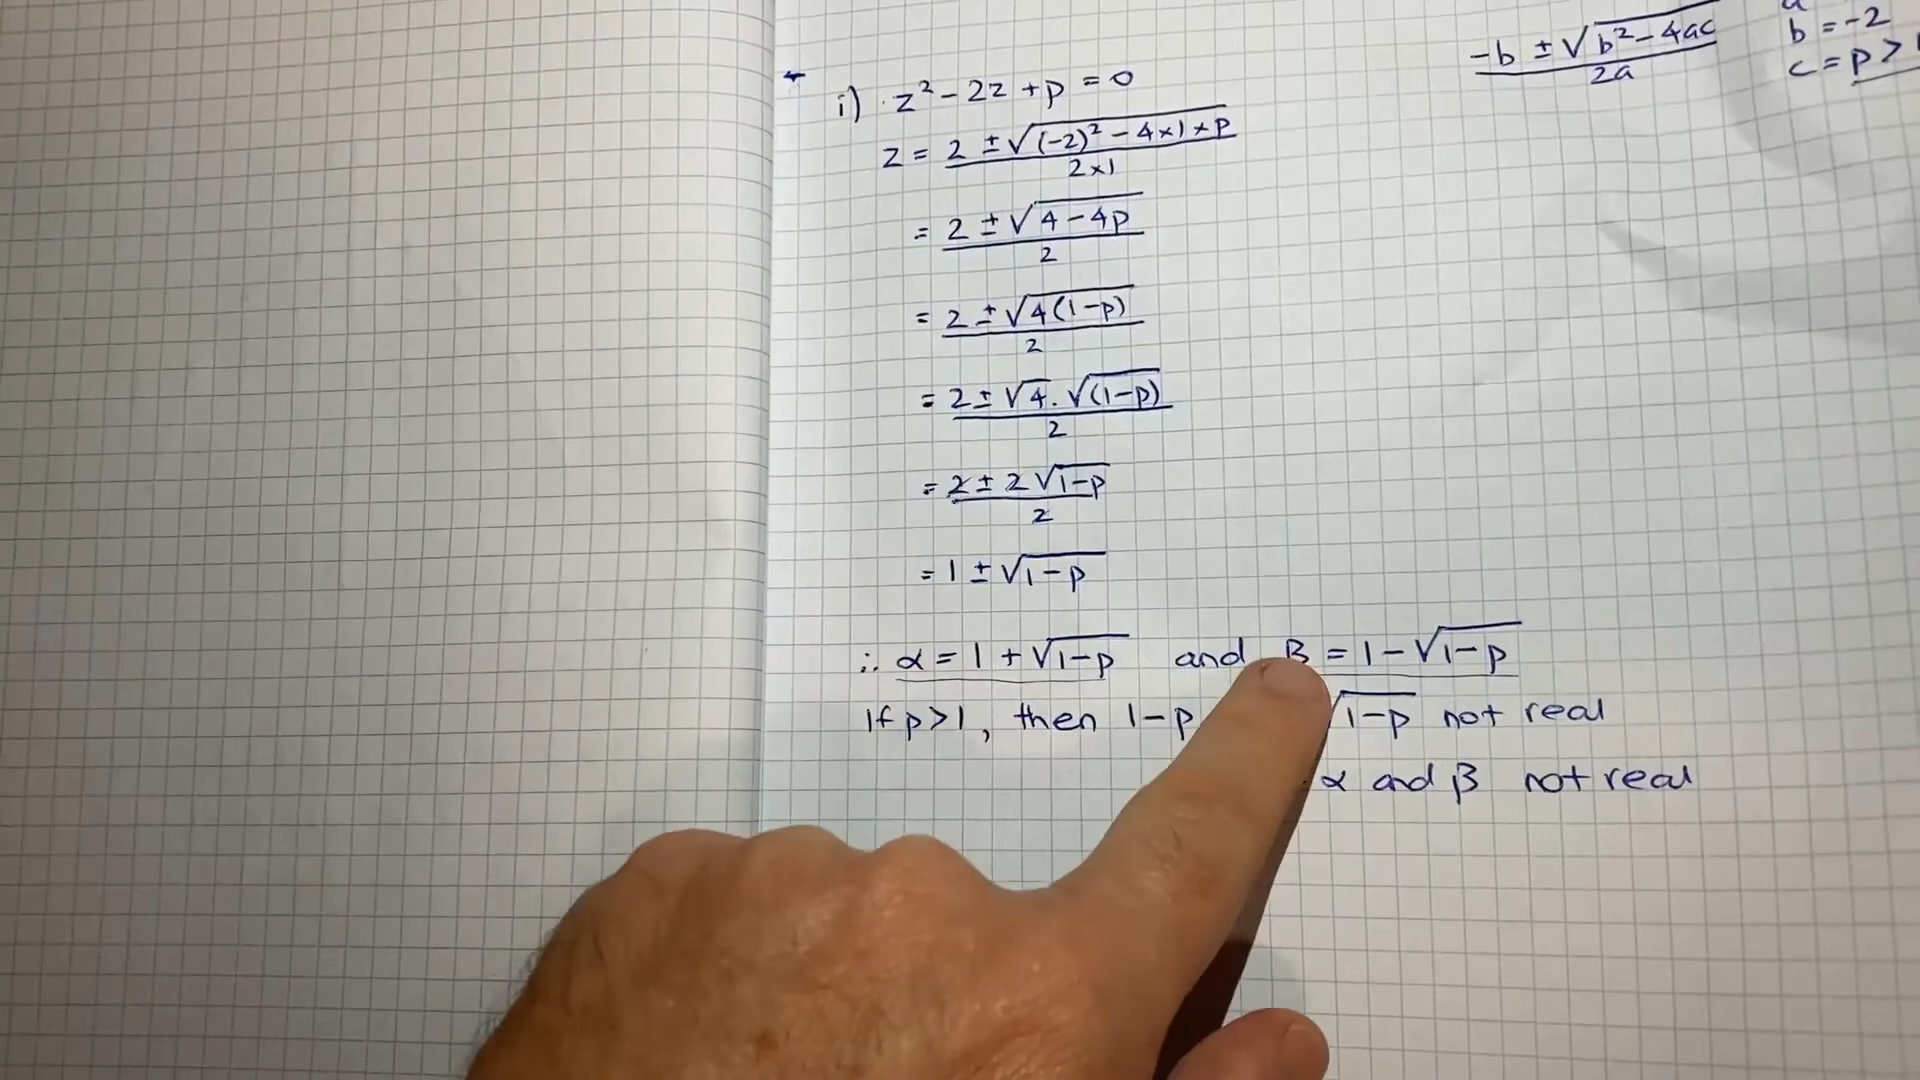 i) z² - 2z + p = 0
z = 2 ± √(-2)² - 4×1×p
2×1
= 2 ± √4 - 4p
2
= 2 ± √4(1-p)
2
= 2 ± √4 . √(1-p)
2
= 2 ± 2√1-p
2
= 1 ± √1-p
∴ α = 1 + √1-p and β = 1 - √1-p
If p>1, then 1-p √1-p not real
α and β not real
-b ± √b² - 4ac
2a
b = -2
c = p >